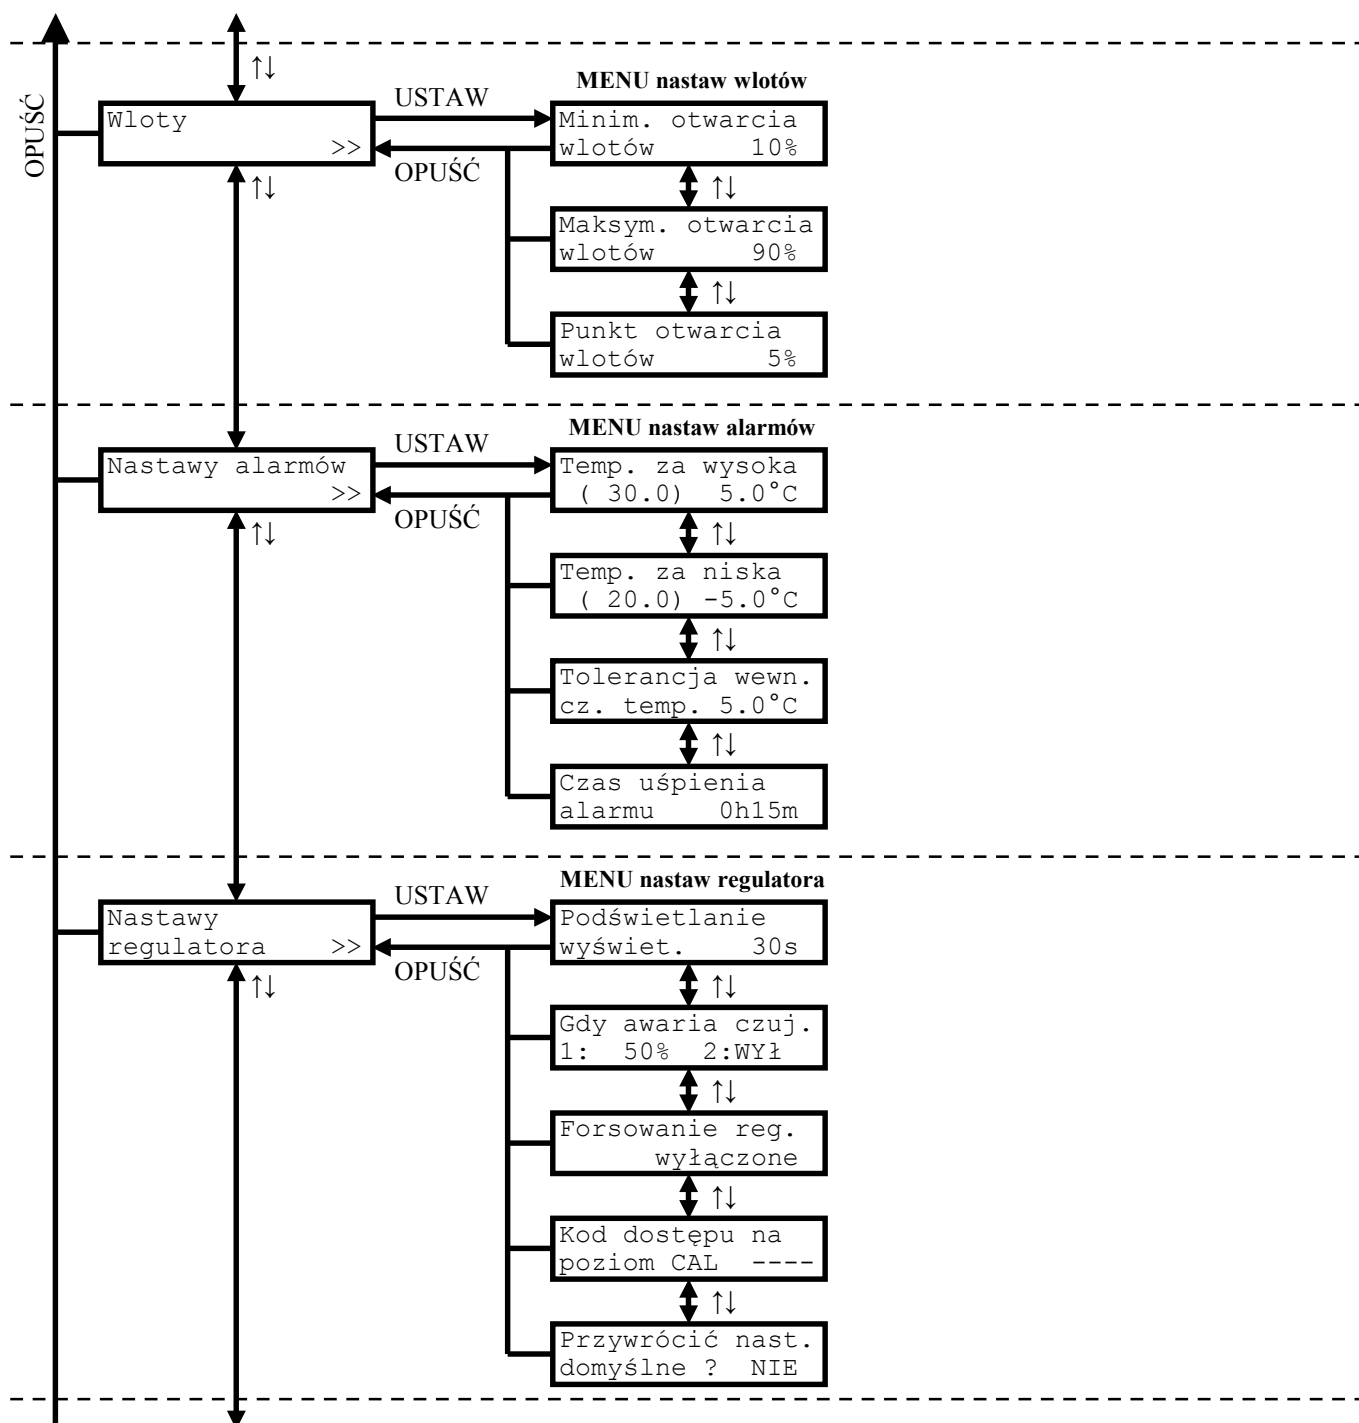 ↑↓
OPUŚĆ
MENU nastaw wlotów
Wloty
>>
USTAW
OPUŚĆ
Minim. otwarcia
wlotów 10%
↑↓
↑↓
Maksym. otwarcia
wlotów 90%
↑↓
Punkt otwarcia
wlotów 5%
MENU nastaw alarmów
Nastawy alarmów
>>
USTAW
OPUŚĆ
Temp. za wysoka
( 30.0) 5.0°C
↑↓
↑↓
Temp. za niska
( 20.0) -5.0°C
↑↓
Tolerancja wewn.
cz. temp. 5.0°C
↑↓
Czas uśpienia
alarmu 0h15m
MENU nastaw regulatora
Nastawy
regulatora >>
USTAW
OPUŚĆ
Podświetlanie
wyświet. 30s
↑↓
↑↓
Gdy awaria czuj.
1: 50% 2:WYł
↑↓
Forsowanie reg.
wyłączone
↑↓
Kod dostępu na
poziom CAL ----
↑↓
Przywrócić nast.
domyślne ? NIE